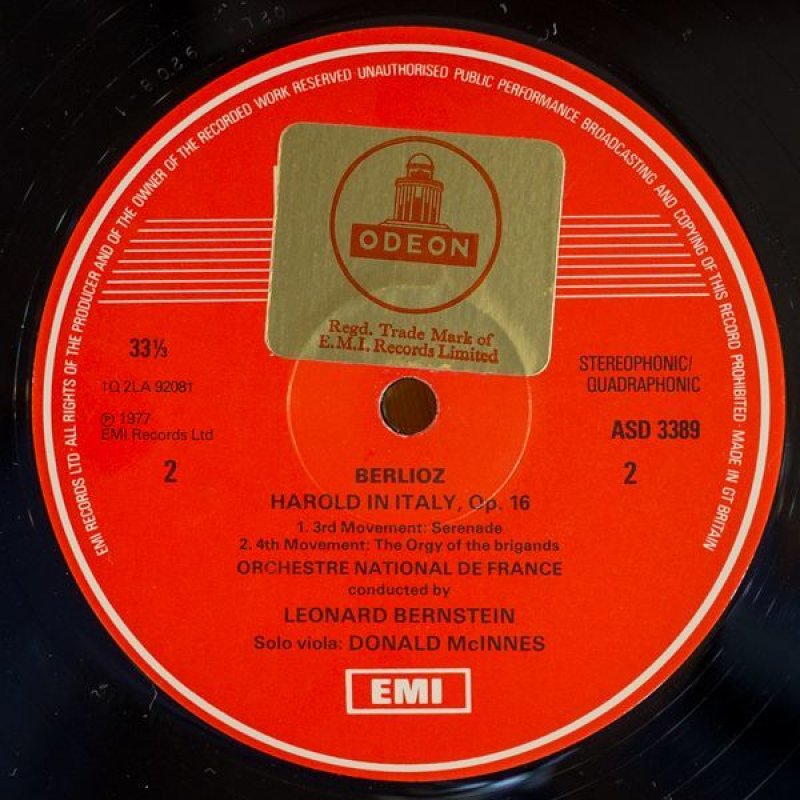 EMI RECORDS LTD · ALL RIGHTS OF THE PRODUCER AND OF THE OWNER OF THE RECORDED WORK RESERVED UNAUTHORISED PUBLIC PERFORMANCE BROADCASTING AND COPYING OF THIS RECORD PROHIBITED · MADE IN GT BRITAIN
ODEON
Regd. Trade Mark of
E.M.I. Records Limited
33⅓
STEREOPHONIC/
QUADRAPHONIC
1Q 2LA 92081
℗ 1977
EMI Records Ltd
ASD 3389
2
2
BERLIOZ
HAROLD IN ITALY, Op. 16
1. 3rd Movement: Serenade
2. 4th Movement: The Orgy of the brigands
ORCHESTRE NATIONAL DE FRANCE
conducted by
LEONARD BERNSTEIN
Solo viola: DONALD McINNES
EMI